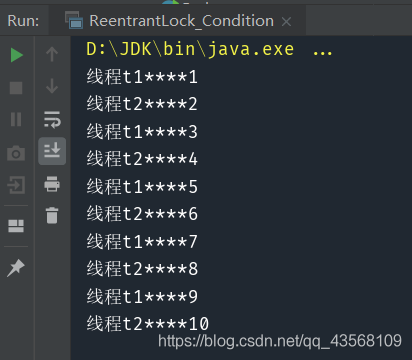 Run: ReentrantLock_Condition ×
D:\JDK\bin\java.exe ...
线程t1****1
线程t2****2
线程t1****3
线程t2****4
线程t1****5
线程t2****6
线程t1****7
线程t2****8
线程t1****9
线程t2****10
https://blog.csdn.net/qq_43568109